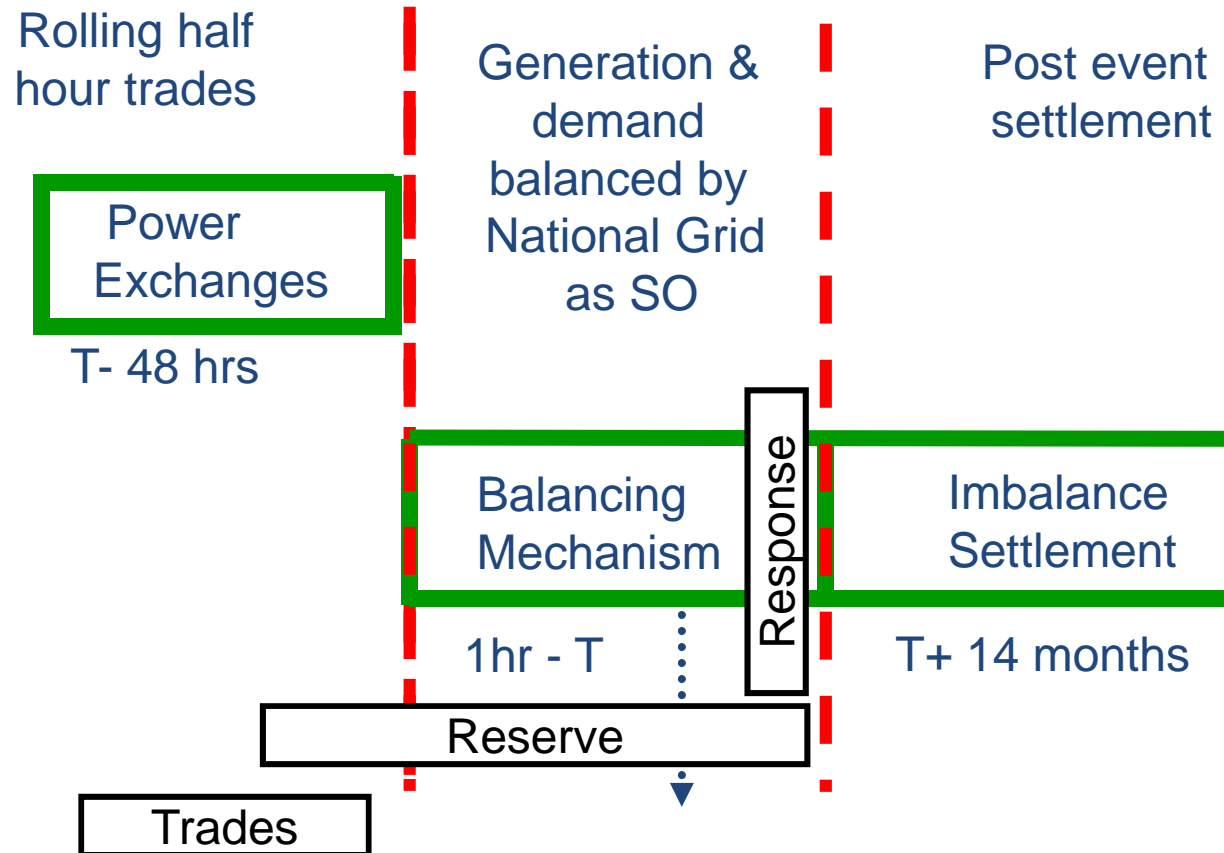 Rolling half
hour trades
Power
Exchanges
T- 48 hrs
Generation &
demand
balanced by
National Grid
as SO
Post event
settlement
Balancing
Mechanism
Response
Imbalance
Settlement
1hr - T
T+ 14 months
Reserve
Trades